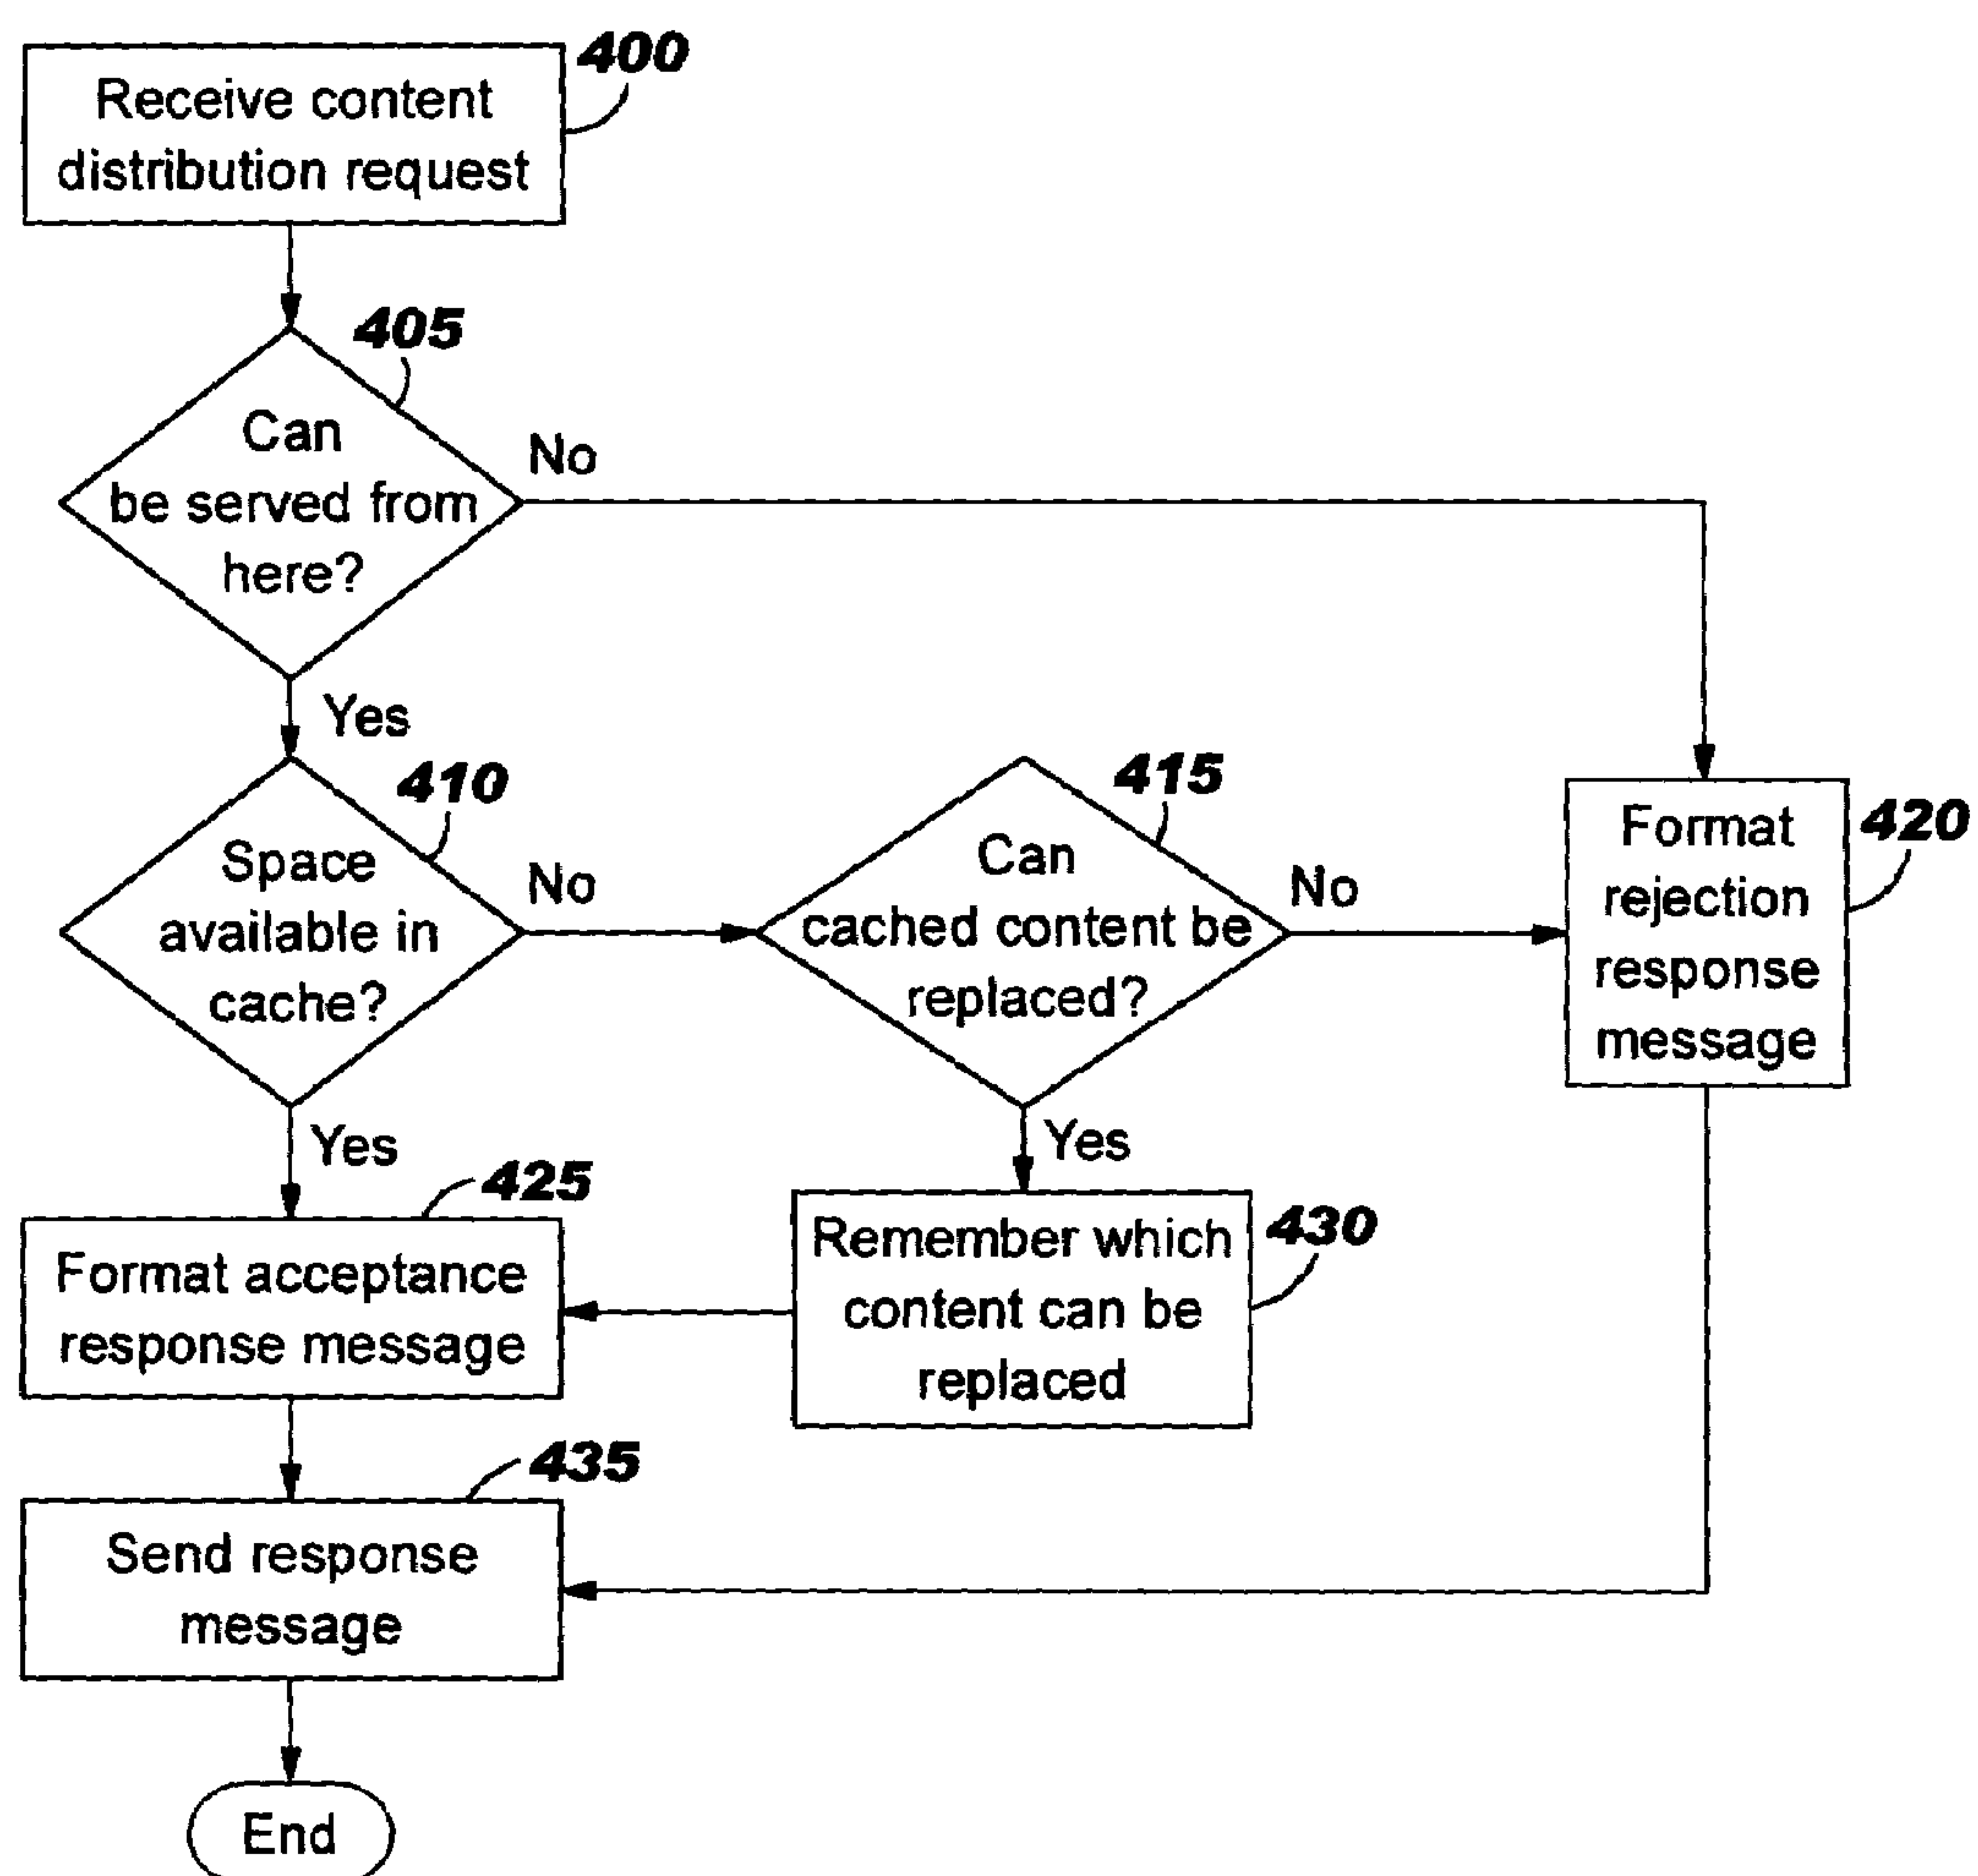 400
Receive content
distribution request
405
Can
be served from
here?
No
Yes
410
Space
available in
cache?
No
415
Can
cached content be
replaced?
No
420
Format
rejection
response
message
Yes
Yes
425
Format acceptance
response message
430
Remember which
content can be
replaced
435
Send response
message
End